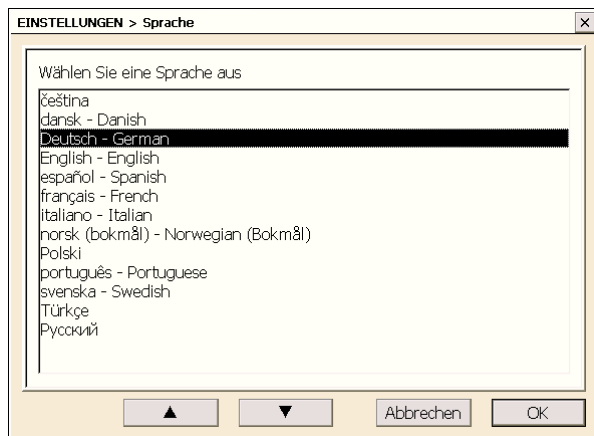 EINSTELLUNGEN > Sprache
Wählen Sie eine Sprache aus
čeština
dansk - Danish
Deutsch - German
English - English
español - Spanish
français - French
italiano - Italian
norsk (bokmål) - Norwegian (Bokmål)
Polski
português - Portuguese
svenska - Swedish
Türkçe
Русский
Abbrechen OK